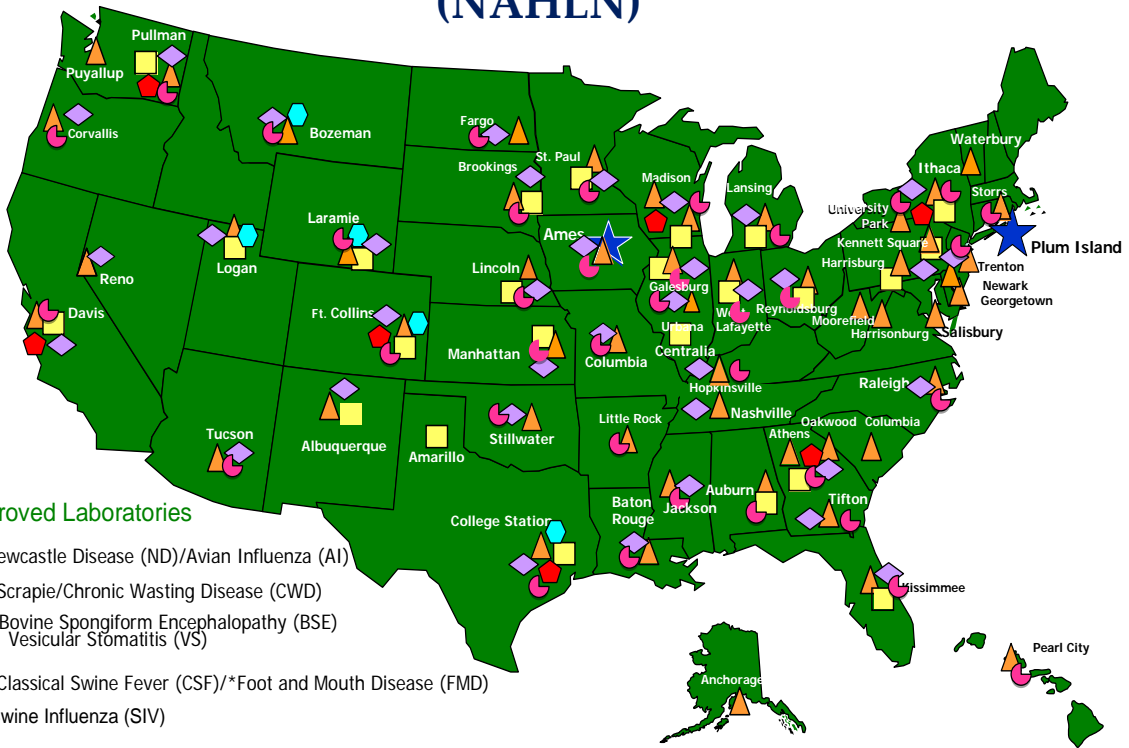 (NAHLN)
Pullman
Puyallup
Corvallis
Bozeman
Fargo
Brookings
St. Paul
Madison
Lansing
Waterbury
Ithaca
Storrs
University
Park
Kennett Square
Plum Island
Harrisburg
Trenton
Newark
Georgetown
Laramie
Ames
Logan
Reno
Lincoln
Galesburg
Davis
Ft. Collins
Urbana
West
Lafayette
Reynoldsburg
Moorefield
Harrisonburg
Salisbury
Manhattan
Columbia
Centralia
Hopkinsville
Raleigh
Nashville
Albuquerque
Amarillo
Stillwater
Little Rock
Oakwood
Columbia
Athens
Tucson
Auburn
Jackson
Baton
Rouge
Tifton
College Station
Kissimmee
roved Laboratories
ewcastle Disease (ND)/Avian Influenza (AI)
Scrapie/Chronic Wasting Disease (CWD)
Bovine Spongiform Encephalopathy (BSE)
Vesicular Stomatitis (VS)
Classical Swine Fever (CSF)/*Foot and Mouth Disease (FMD)
wine Influenza (SIV)
Anchorage
Pearl City